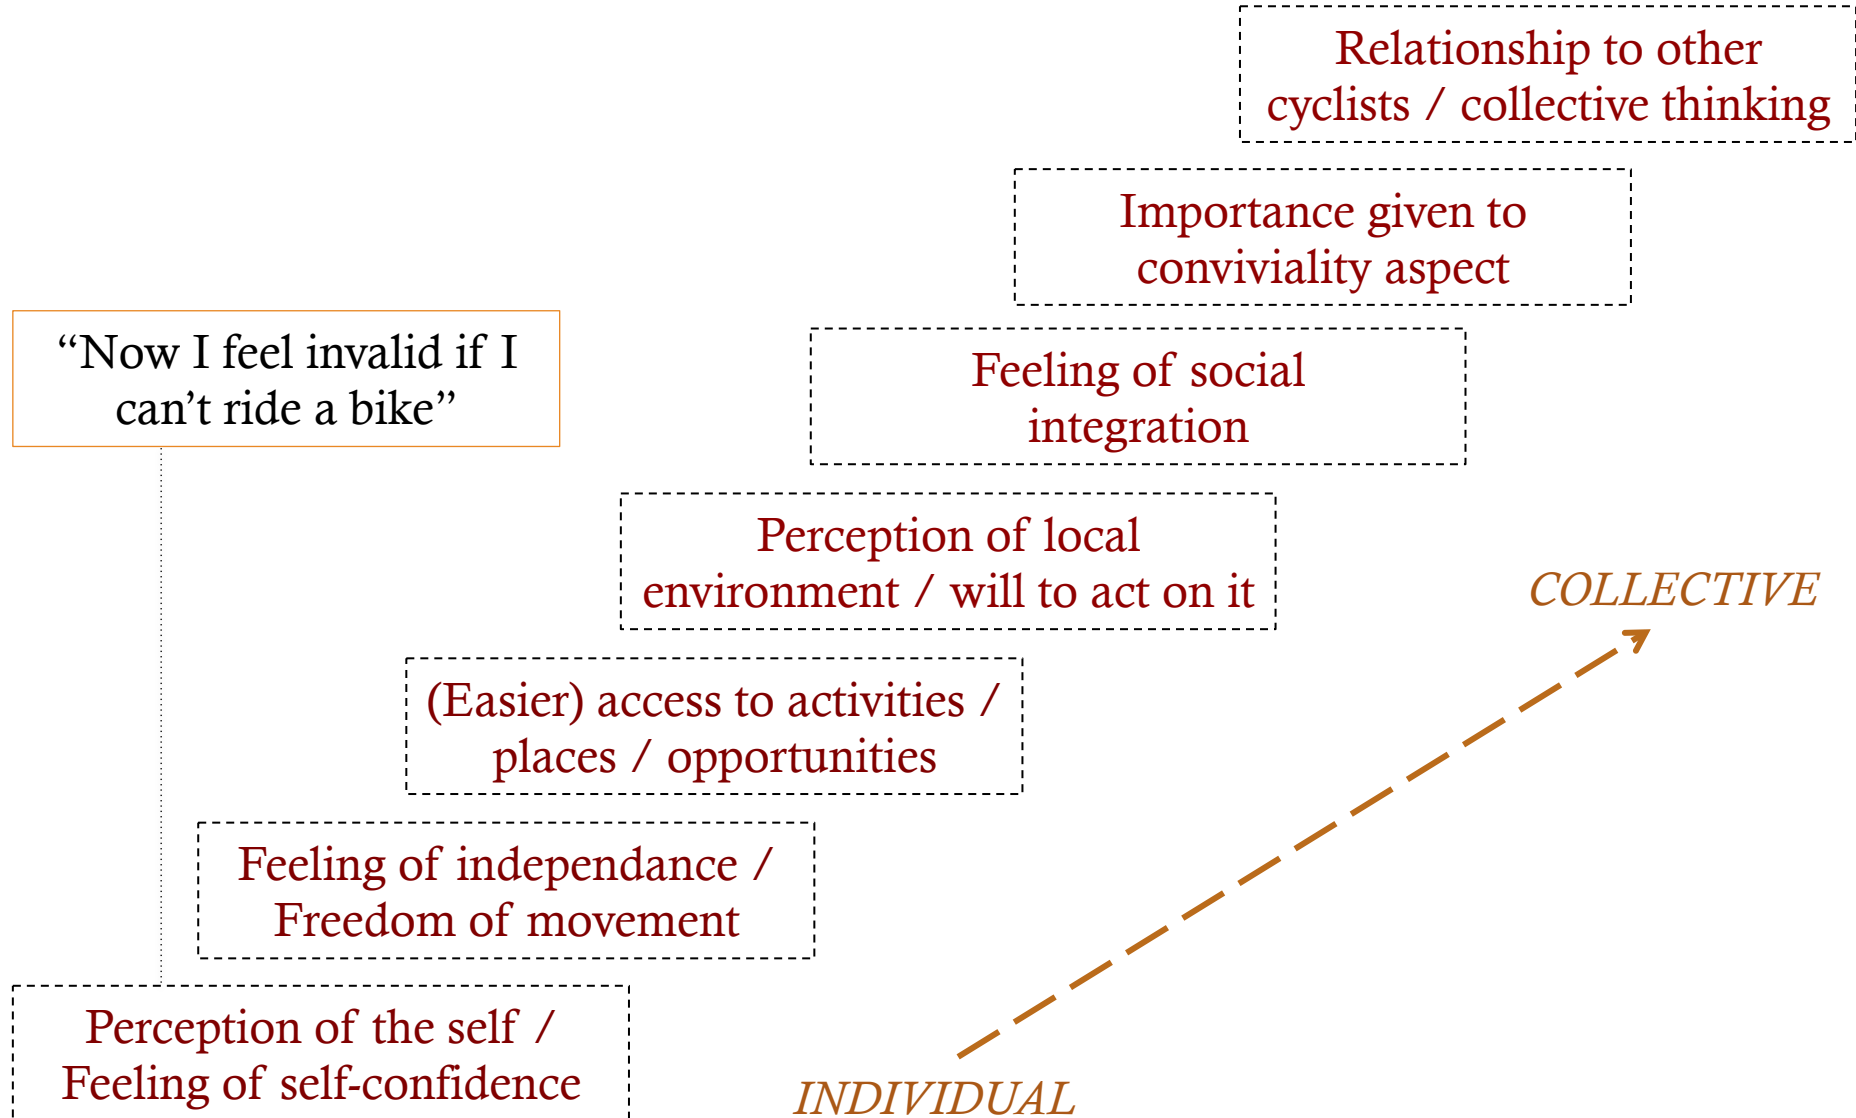 Relationship to other
cyclists / collective thinking
Importance given to
conviviality aspect
“Now I feel invalid if I
can’t ride a bike”
Feeling of social
integration
Perception of local
environment / will to act on it
COLLECTIVE
(Easier) access to activities /
places / opportunities
Feeling of independance /
Freedom of movement
Perception of the self /
Feeling of self-confidence
INDIVIDUAL